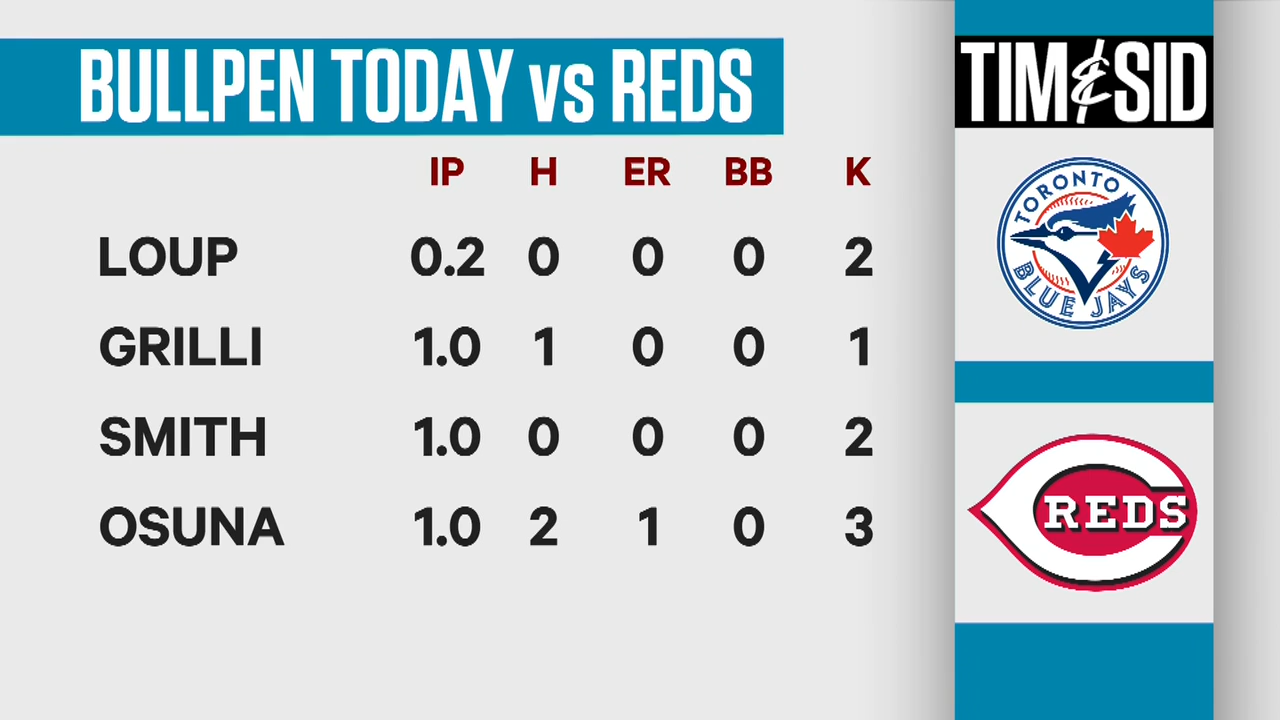 BULLPEN TODAY vs REDS
TIM & SID
IP H ER BB K
LOUP 0.2 0 0 0 2
GRILLI 1.0 1 0 0 1
SMITH 1.0 0 0 0 2
OSUNA 1.0 2 1 0 3
TORONTO
BLUE JAYS
REDS